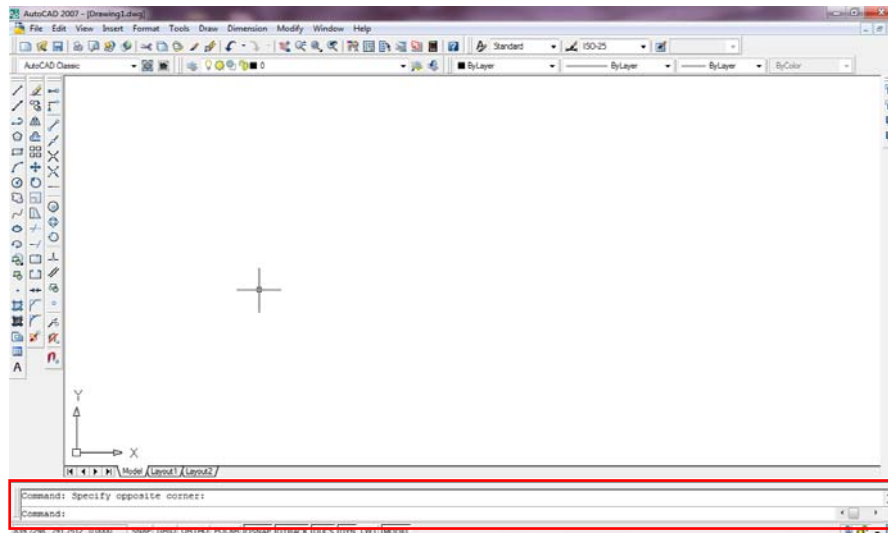 AutoCAD 2007 - [Drawing1.dwg]
File Edit View Insert Format Tools Draw Dimension Modify Window Help
Standard ISO-25
AutoCAD Classic 0 ByLayer ByLayer ByLayer ByColor
A
Y
X
Model Layout1 Layout2
Command: Specify opposite corner:
Command: